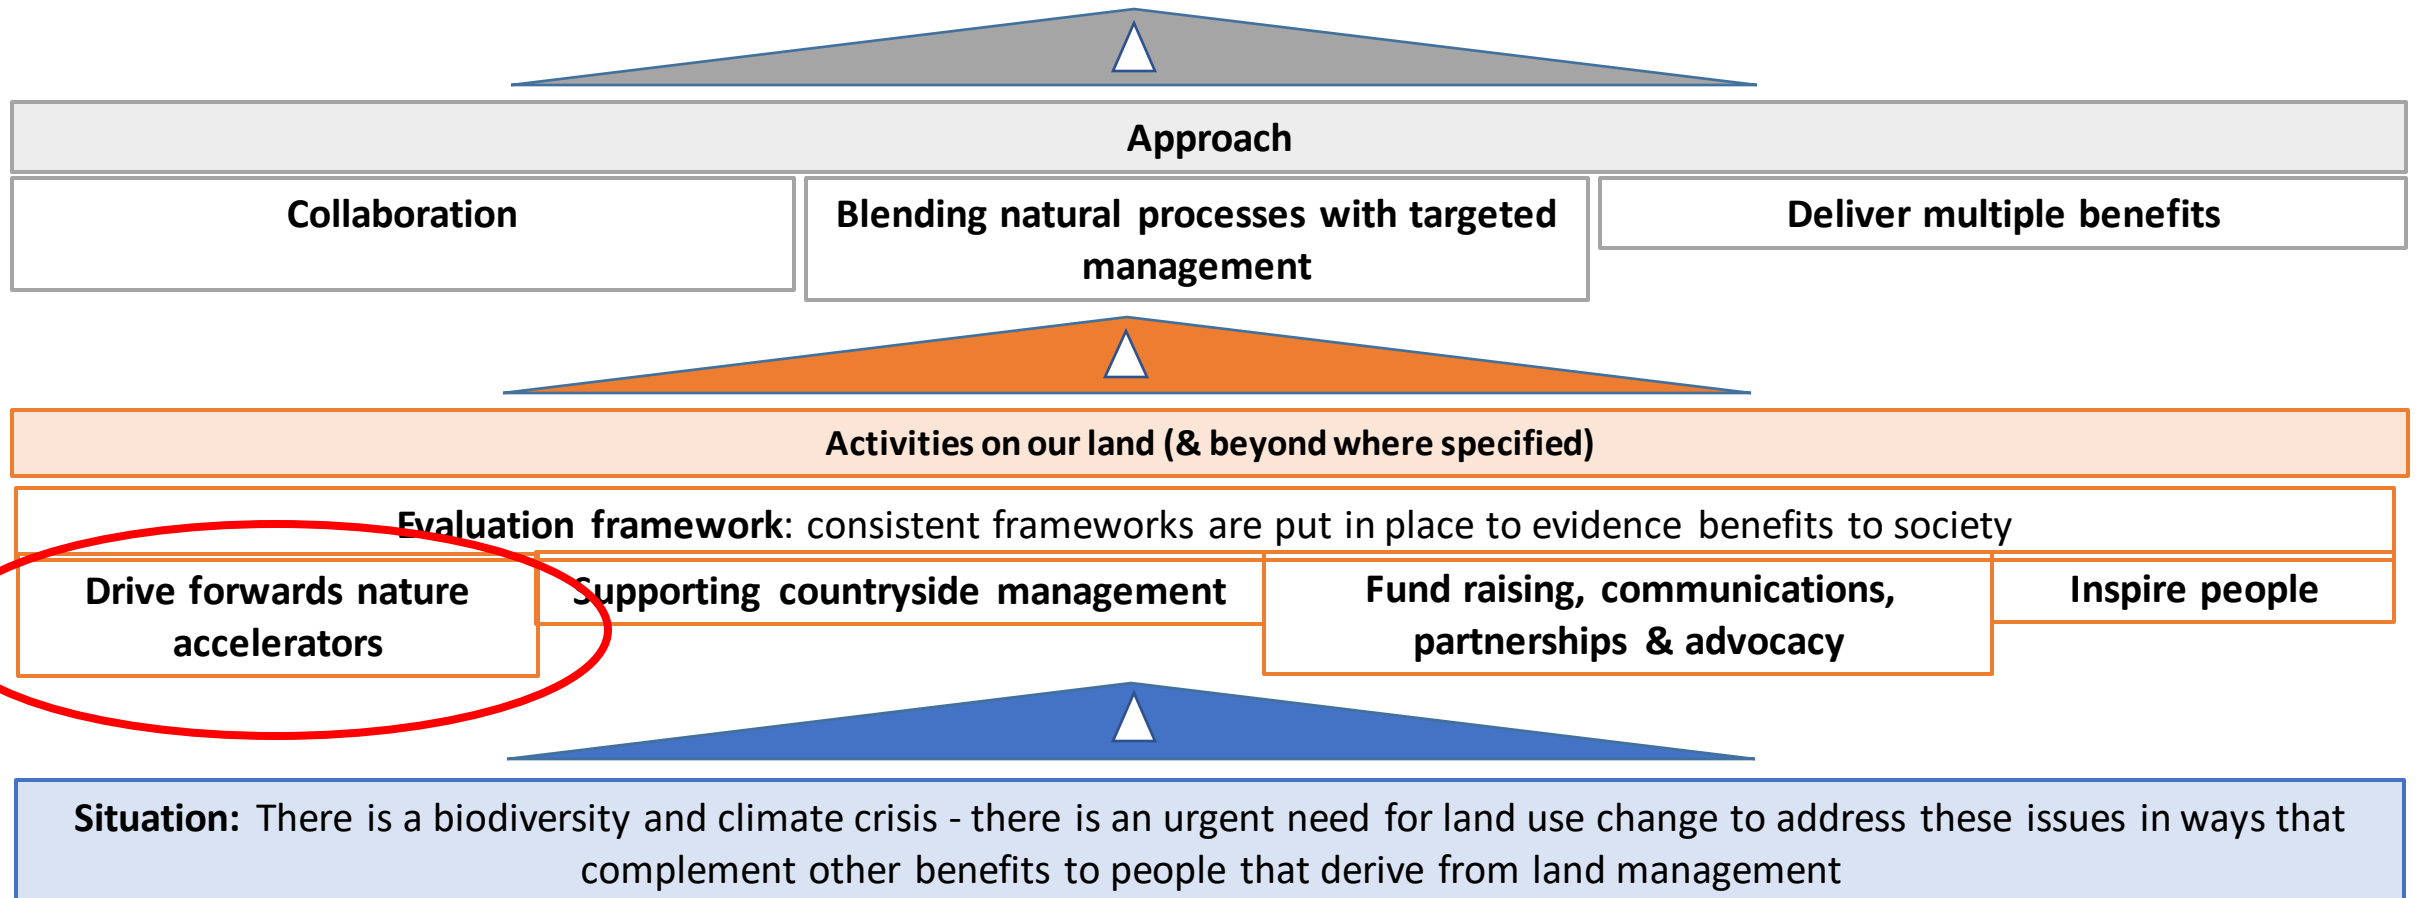 Approach
Collaboration
Blending natural processes with targeted
management
Deliver multiple benefits
Activities on our land (& beyond where specified)
Evaluation framework: consistent frameworks are put in place to evidence benefits to society
Drive forwards nature
accelerators
Supporting countryside management
Fund raising, communications,
partnerships & advocacy
Inspire people
Situation: There is a biodiversity and climate crisis - there is an urgent need for land use change to address these issues in ways that
complement other benefits to people that derive from land management